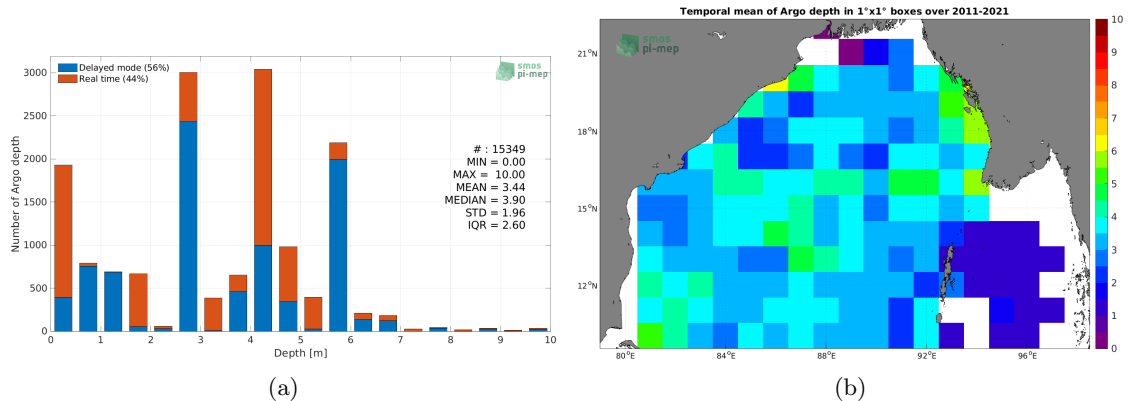 Delayed mode (56%)
Real time (44%)
smos
pi-mep
# : 15349
MIN = 0.00
MAX = 10.00
MEAN = 3.44
MEDIAN = 3.90
STD = 1.96
IQR = 2.60
Number of Argo depth
3000
2500
2000
1500
1000
500
0
0 1 2 3 4 5 6 7 8 9 10
Depth [m]
(a)
Temporal mean of Argo depth in 1°x1° boxes over 2011-2021
smos
pi-mep
21°N
18°N
15°N
12°N
80°E 84°E 88°E 92°E 96°E
10
9
8
7
6
5
4
3
2
1
0
(b)